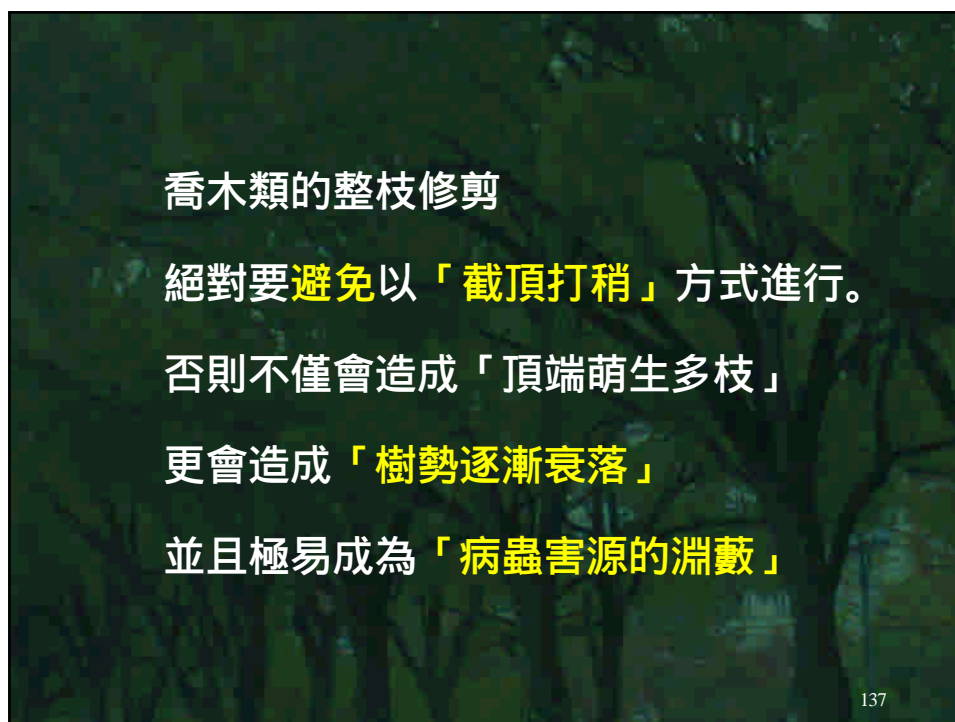 喬木類的整枝修剪
絕對要避免以「截頂打稍」方式進行。
否則不僅會造成「頂端萌生多枝」
更會造成「樹勢逐漸衰落」
並且極易成為「病蟲害源的淵藪」
137